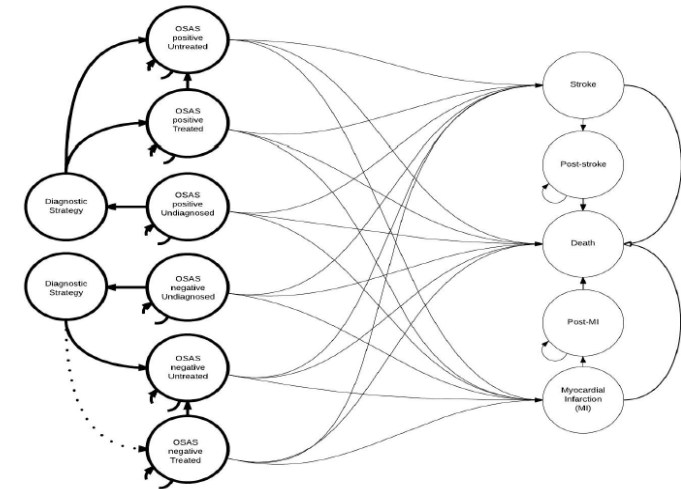 OSAS
positive
Untreated
OSAS
positive
Treated
Diagnostic
Strategy
OSAS
positive
Undiagnosed
Diagnostic
Strategy
OSAS
negative
Undiagnosed
OSAS
negative
Untreated
OSAS
negative
Treated
Stroke
Post-stroke
Death
Post-MI
Myocardial
Infarction
(MI)